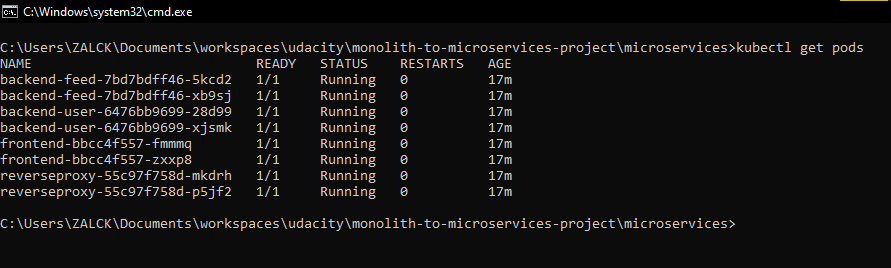 C:\Windows\system32\cmd.exe
C:\Users\ZALCK\Documents\workspaces\udacity\monolith-to-microservices-project\microservices>kubectl get pods
NAME READY STATUS RESTARTS AGE
backend-feed-7bd7bdff46-5kcd2 1/1 Running 0 17m
backend-feed-7bd7bdff46-xb9sj 1/1 Running 0 17m
backend-user-6476bb9699-28d99 1/1 Running 0 17m
backend-user-6476bb9699-xjsmk 1/1 Running 0 17m
frontend-bbcc4f557-fmmmq 1/1 Running 0 17m
frontend-bbcc4f557-zxxp8 1/1 Running 0 17m
reverseproxy-55c97f758d-mkdrh 1/1 Running 0 17m
reverseproxy-55c97f758d-p5jf2 1/1 Running 0 17m
C:\Users\ZALCK\Documents\workspaces\udacity\monolith-to-microservices-project\microservices>